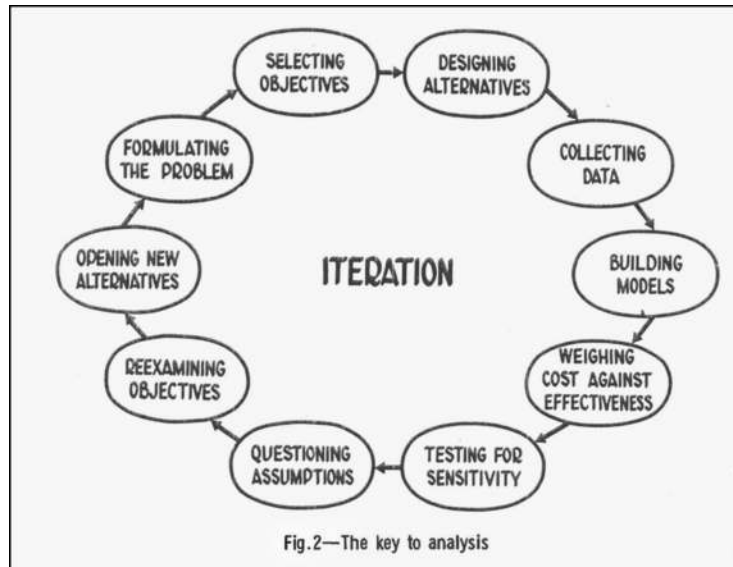 SELECTING
OBJECTIVES
DESIGNING
ALTERNATIVES
COLLECTING
DATA
BUILDING
MODELS
WEIGHING
COST AGAINST
EFFECTIVENESS
TESTING FOR
SENSITIVITY
QUESTIONING
ASSUMPTIONS
REEXAMINING
OBJECTIVES
OPENING NEW
ALTERNATIVES
FORMULATING
THE PROBLEM
ITERATION
Fig.2—The key to analysis